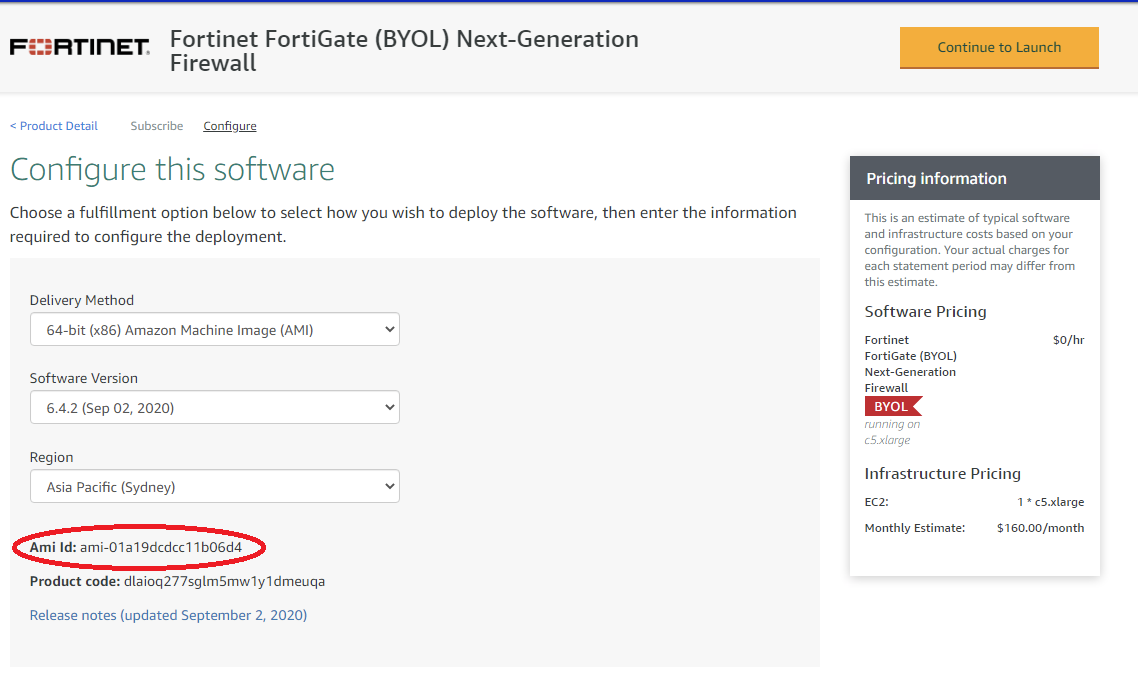 FORTINET
Fortinet FortiGate (BYOL) Next-Generation
Firewall
Continue to Launch
< Product Detail Subscribe Configure
Configure this software
Choose a fulfillment option below to select how you wish to deploy the software, then enter the information
required to configure the deployment.
Delivery Method
64-bit (x86) Amazon Machine Image (AMI)
Software Version
6.4.2 (Sep 02, 2020)
Region
Asia Pacific (Sydney)
Ami Id: ami-01a19dcdcc11b06d4
Product code: dlaioq277sglm5mw1y1dmeuqa
Release notes (updated September 2, 2020)
Pricing information
This is an estimate of typical software
and infrastructure costs based on your
configuration. Your actual charges for
each statement period may differ from
this estimate.
Software Pricing
Fortinet $0/hr
FortiGate (BYOL)
Next-Generation
Firewall
BYOL
running on
c5.xlarge
Infrastructure Pricing
EC2: 1 * c5.xlarge
Monthly Estimate: $160.00/month